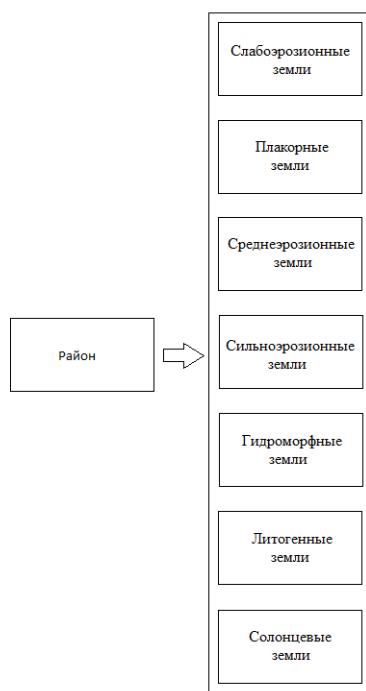 Слабоэрозионные
земли
Плакорные
земли
Среднеэрозионные
земли
Район
Сильноэрозионные
земли
Гидроморфные
земли
Литогенные
земли
Солонцевые
земли